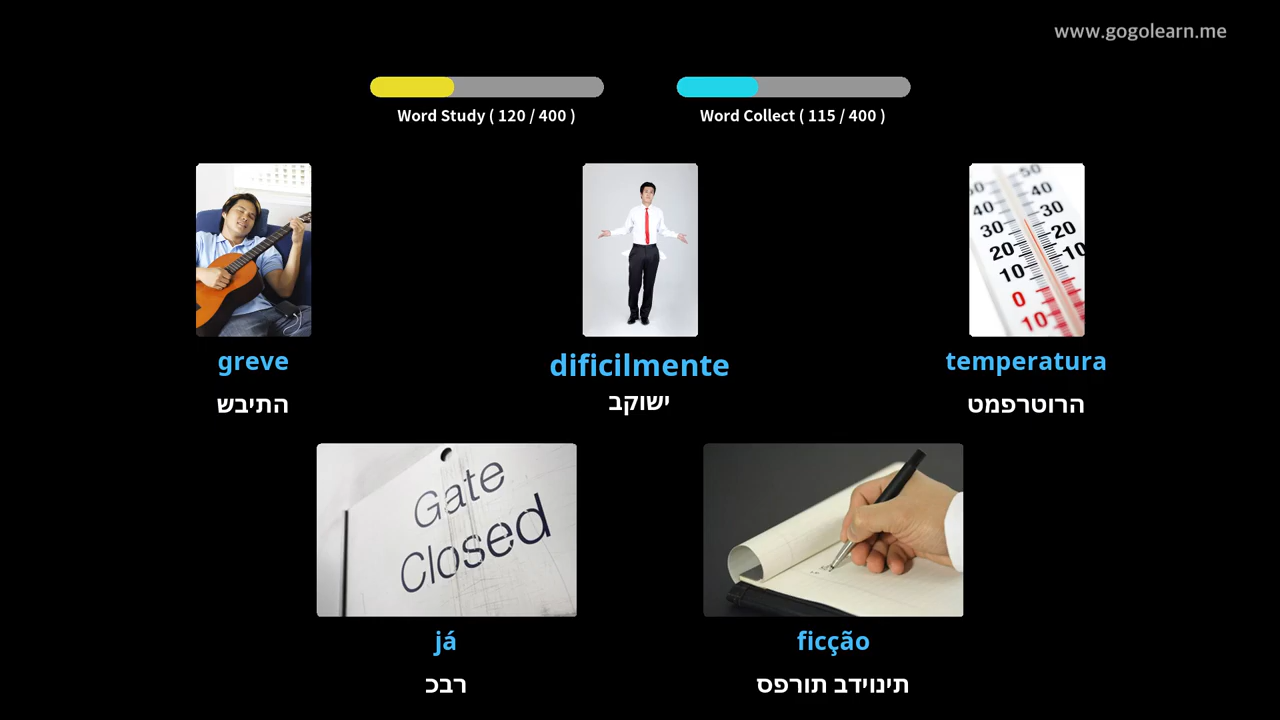 www.gogolearn.me
Word Study ( 120 / 400 )
Word Collect ( 115 / 400 )
greve
התיבש
dificilmente
ישוקב
temperatura
הרוטרפמט
Gate
Closed
já
רבכ
ficção
תינוידב תורפס